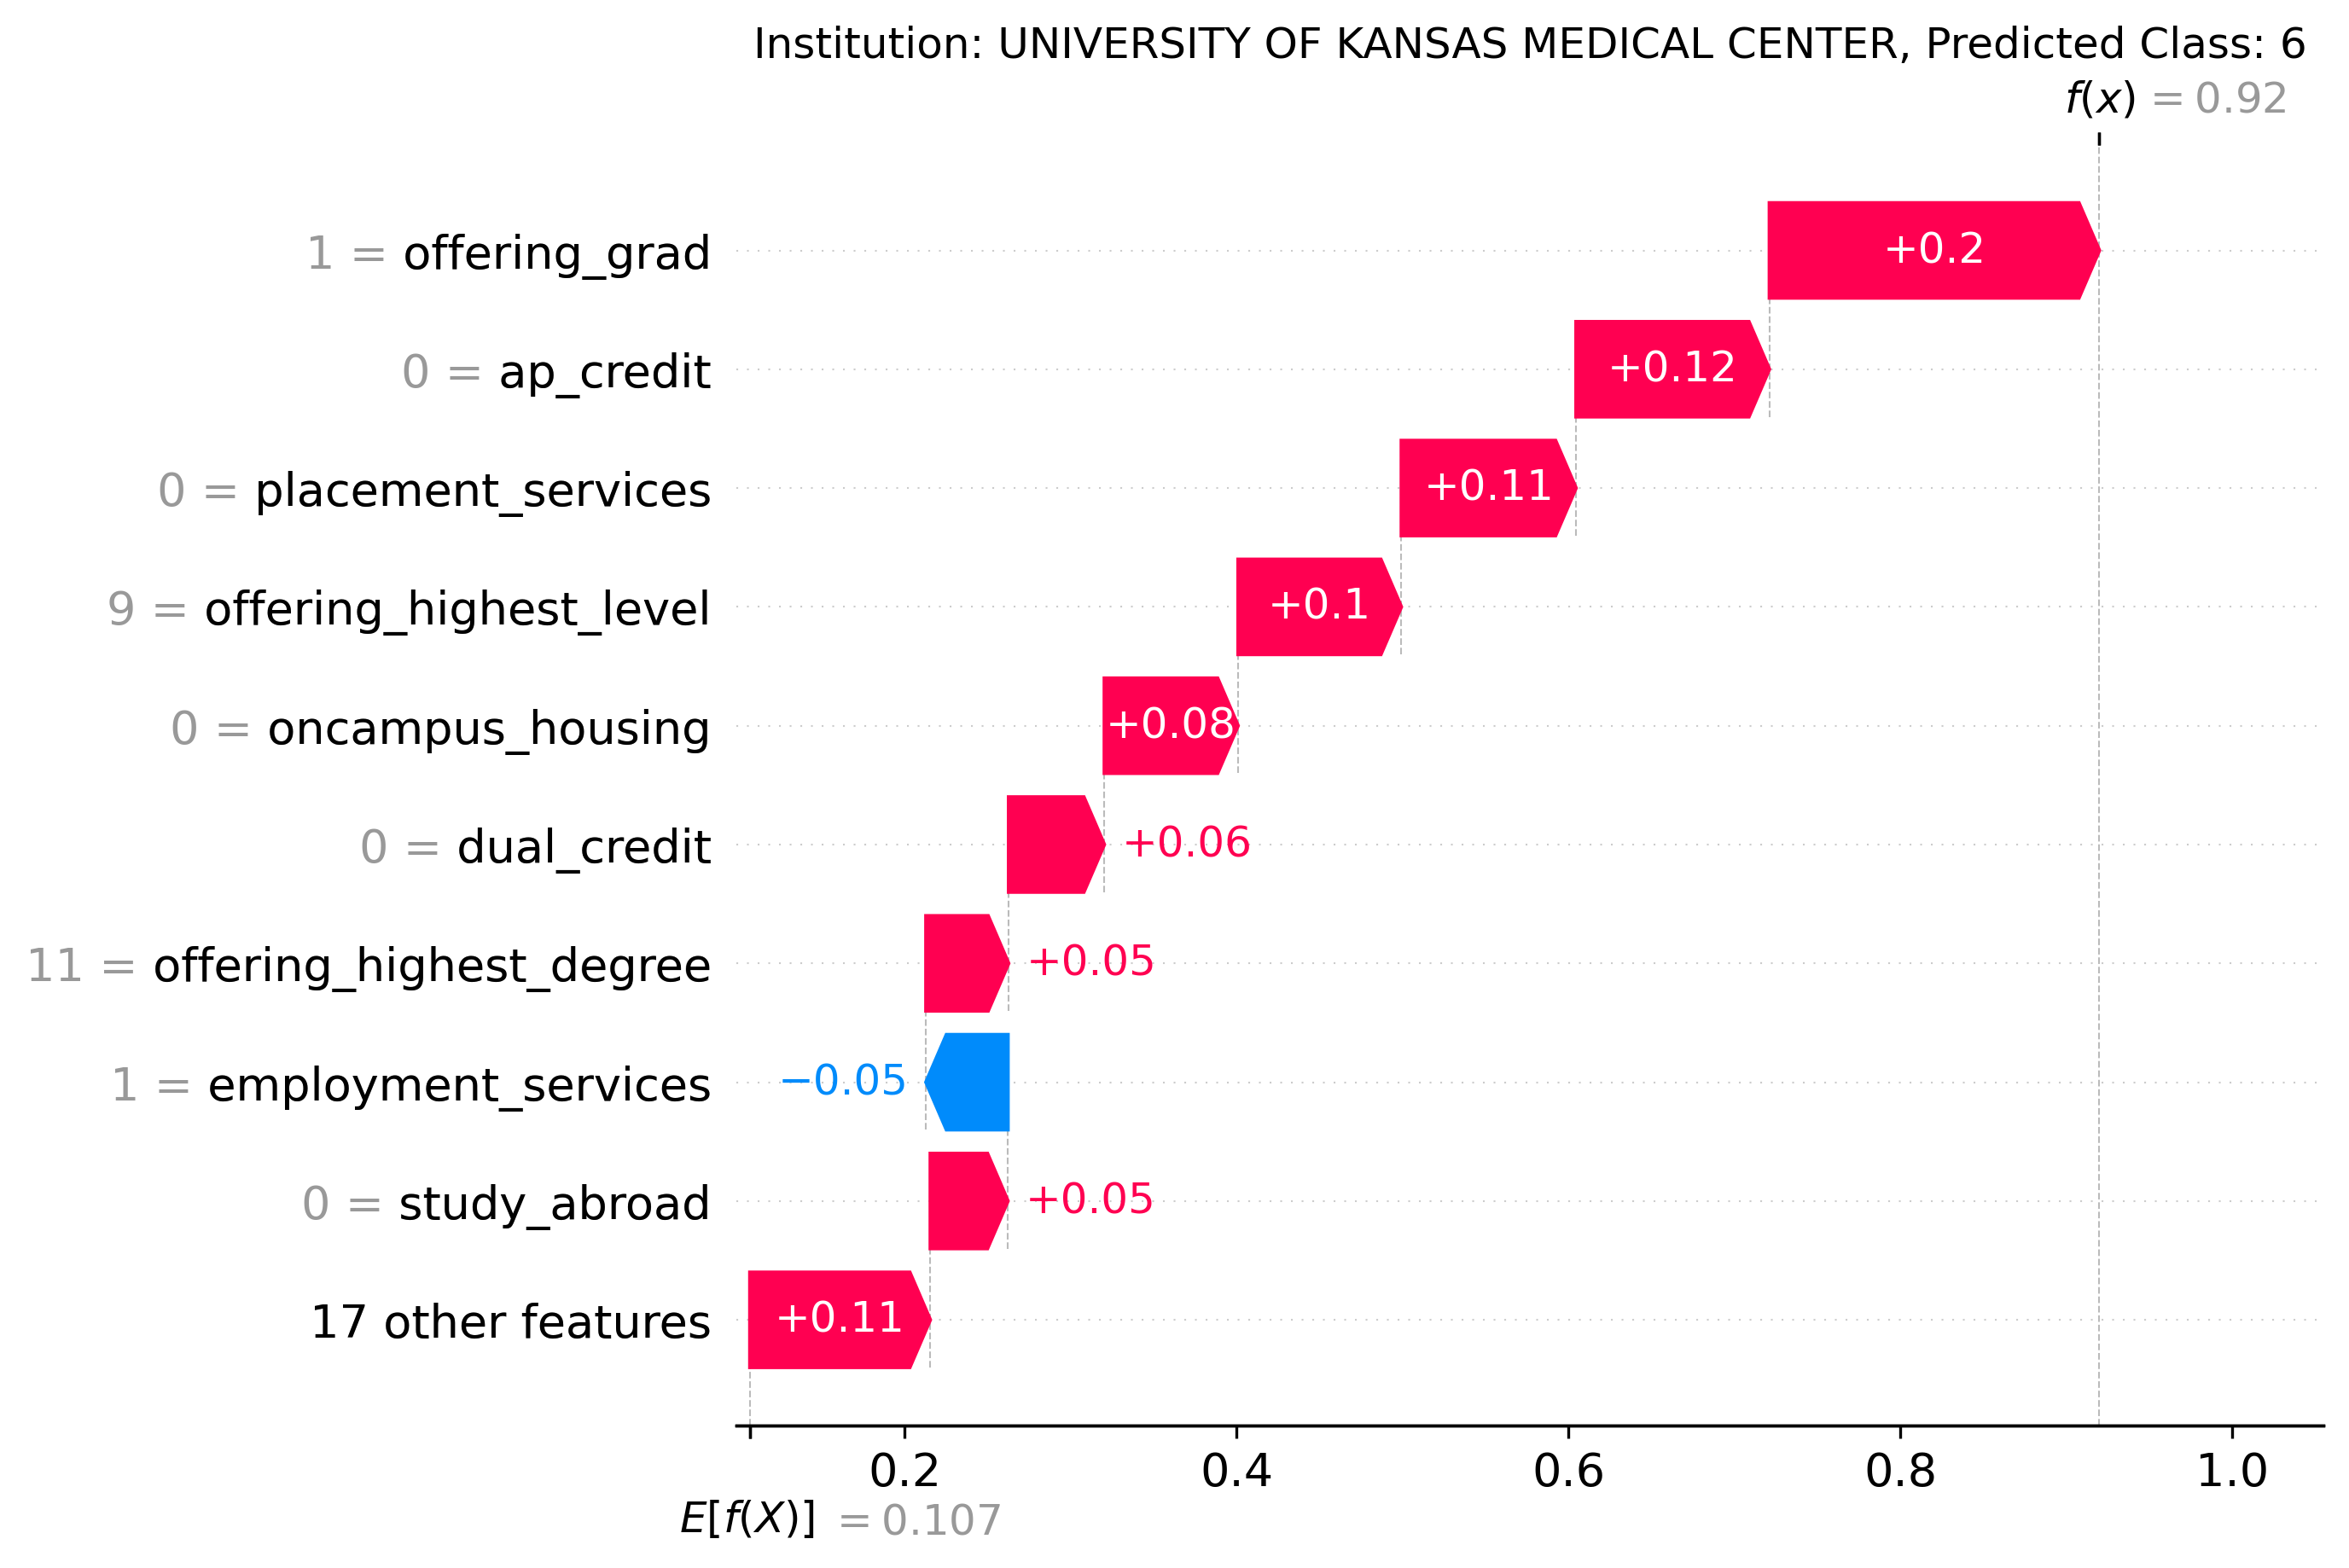 Institution: UNIVERSITY OF KANSAS MEDICAL CENTER, Predicted Class: 6
f(x) = 0.92
1 = offering_grad +0.2
0 = ap_credit +0.12
0 = placement_services +0.11
9 = offering_highest_level +0.1
0 = oncampus_housing +0.08
0 = dual_credit +0.06
11 = offering_highest_degree +0.05
1 = employment_services −0.05
0 = study_abroad +0.05
17 other features +0.11
0.2 0.4 0.6 0.8 1.0
E[f(X)] = 0.107